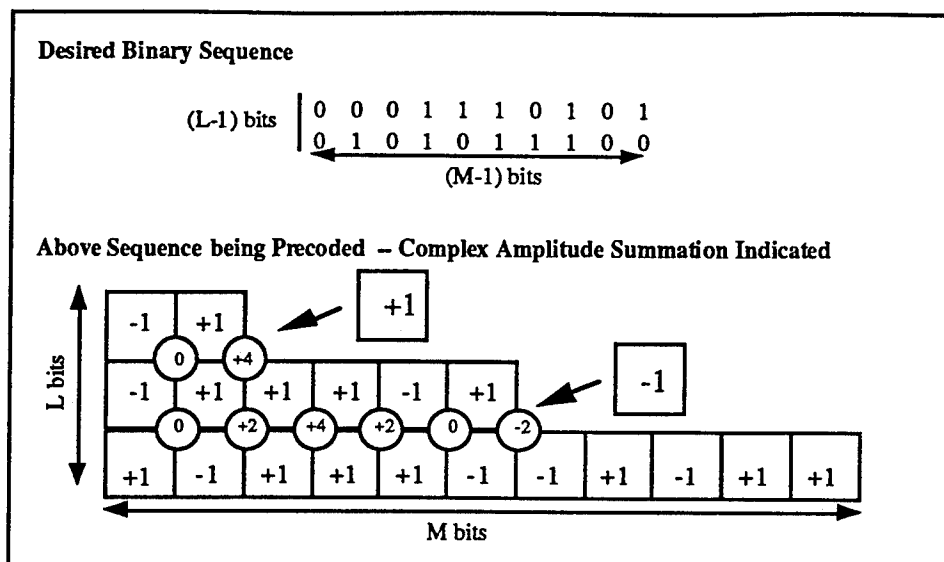 Desired Binary Sequence
(L-1) bits
0 0 0 1 1 1 0 1 0 1
0 1 0 1 0 1 1 1 0 0
(M-1) bits
Above Sequence being Precoded – Complex Amplitude Summation Indicated
L bits
-1 +1 +1
0 +4
-1 +1 +1 +1 -1 +1 -1
0 +2 +4 +2 0 -2
+1 -1 +1 +1 +1 -1 -1 +1 -1 +1 +1
M bits